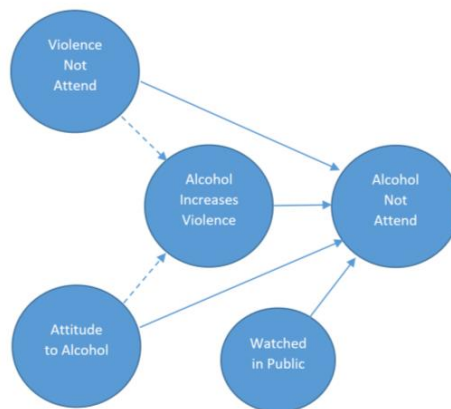 Violence
Not
Attend
Alcohol
Increases
Violence
Alcohol
Not
Attend
Attitude
to Alcohol
Watched
in Public